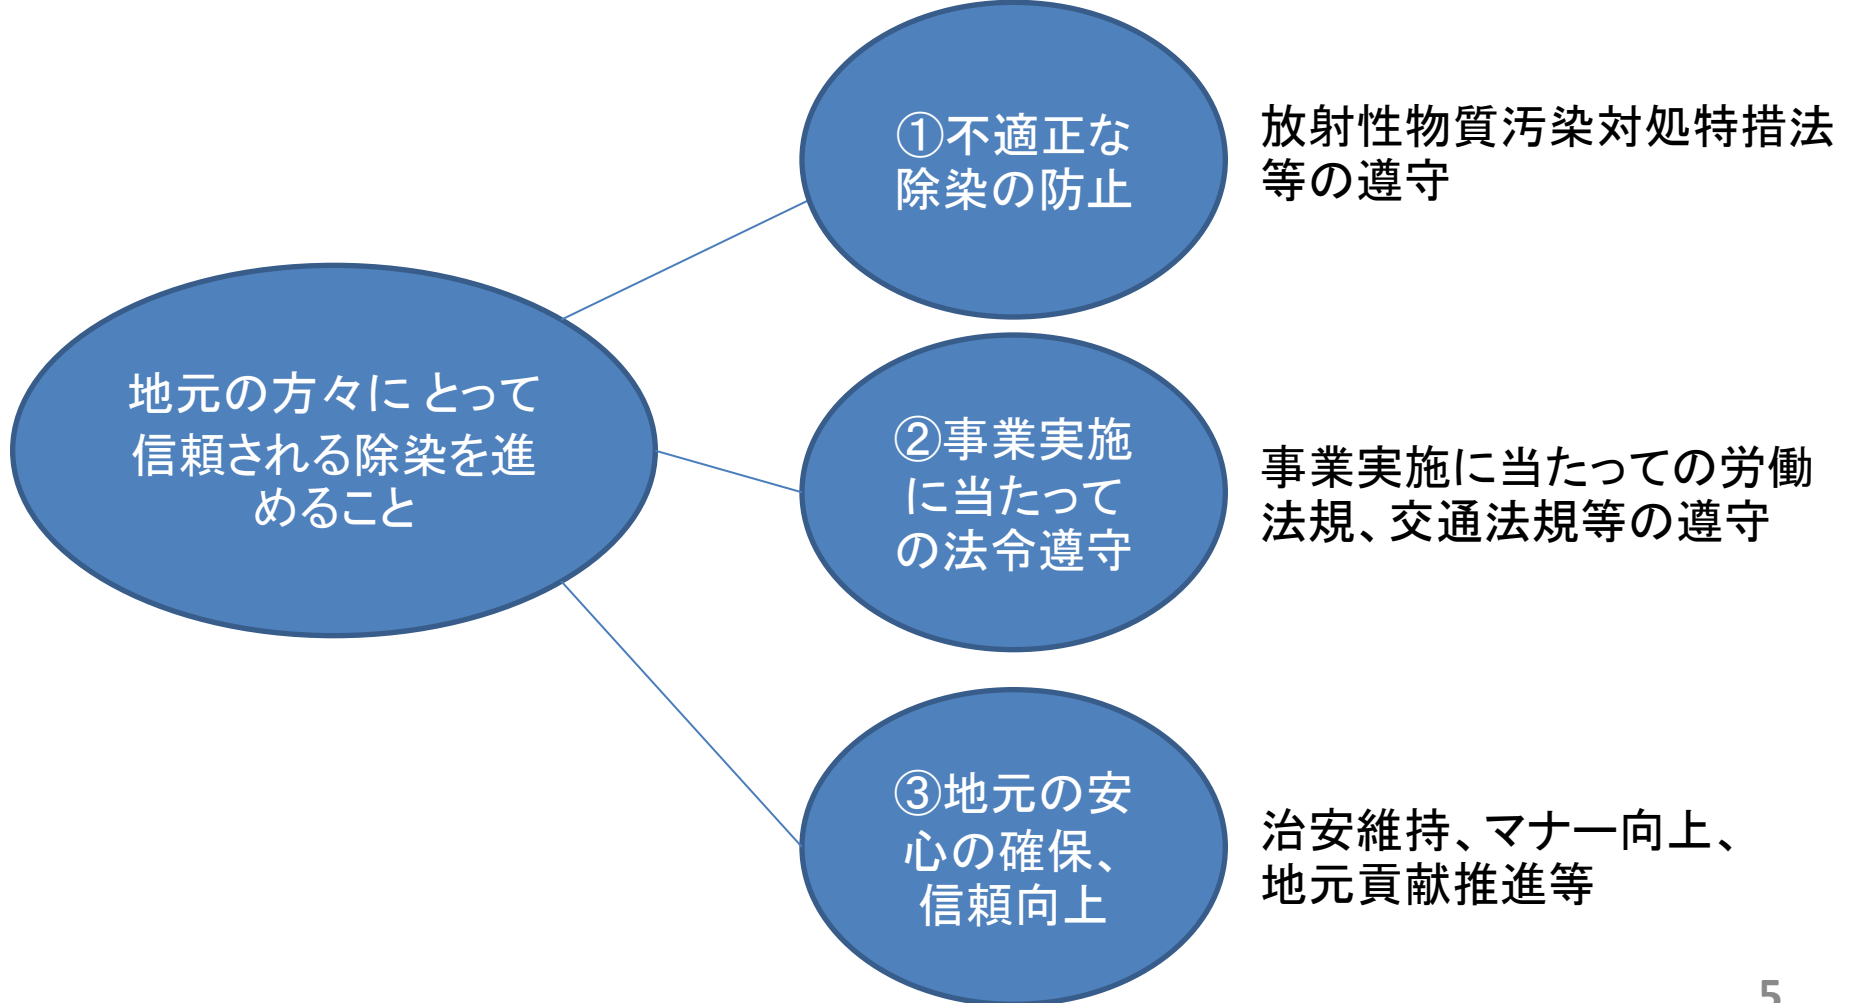 地元の方々にとって
信頼される除染を進
めること
①不適正な
除染の防止
放射性物質汚染対処特措法
等の遵守
②事業実施
に当たって
の法令遵守
事業実施に当たっての労働
法規、交通法規等の遵守
③地元の安
心の確保、
信頼向上
治安維持、マナー向上、
地元貢献推進等
5